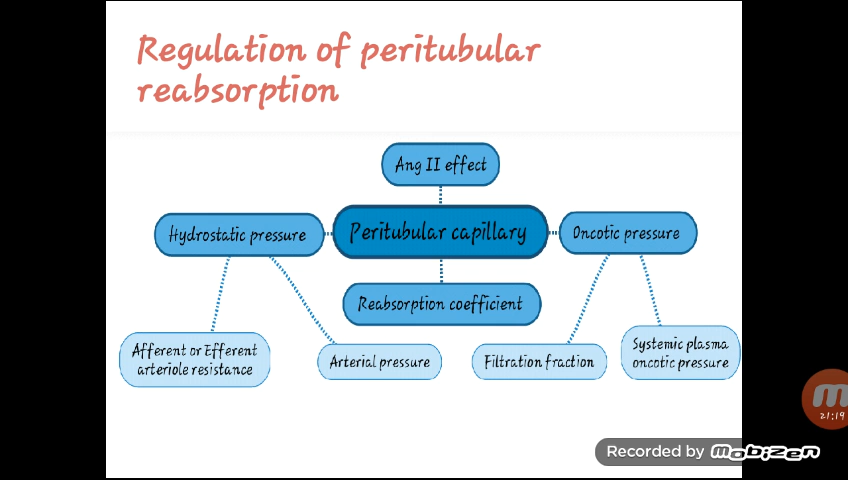 Regulation of peritubular
reabsorption
Ang II effect
Hydrostatic pressure
Peritubular capillary
Oncotic pressure
Reabsorption coefficient
Afferent or Efferent
arteriole resistance
Arterial pressure
Filtration fraction
Systemic plasma
oncotic pressure
m
21:19
Recorded by mobizen